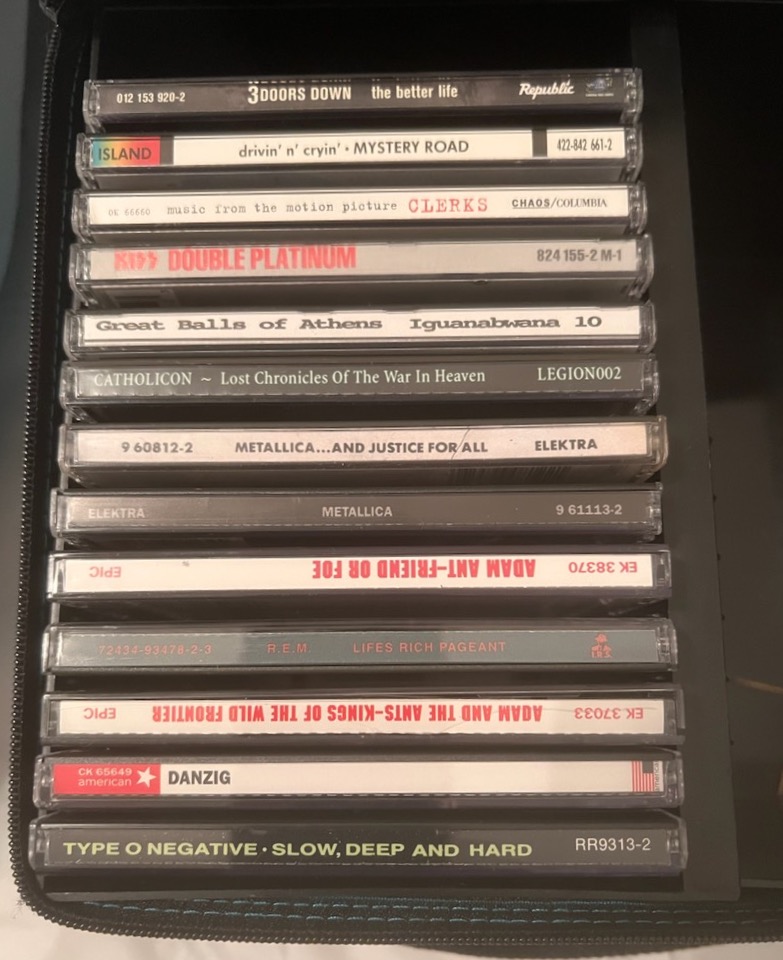 012 153 920-2 3 DOORS DOWN the better life Republic
ISLAND drivin' n' cryin' · MYSTERY ROAD 422-842 661-2
OK 66660 music from the motion picture CLERKS CHAOS/COLUMBIA
KISS DOUBLE PLATINUM 824 155-2 M-1
Great Balls of Athens Iguanabwana 10
CATHOLICON ~ Lost Chronicles Of The War In Heaven LEGION002
9 60812-2 METALLICA...AND JUSTICE FOR ALL ELEKTRA
ELEKTRA METALLICA 9 61113-2
EK 38370 ADAM ANT-FRIEND OR FOE EPIC
72434-93478-2-3 R.E.M. LIFES RICH PAGEANT
EK 37033 ADAM AND THE ANTS-KINGS OF THE WILD FRONTIER EPIC
CK 65649 american DANZIG
TYPE O NEGATIVE · SLOW, DEEP AND HARD RR9313-2